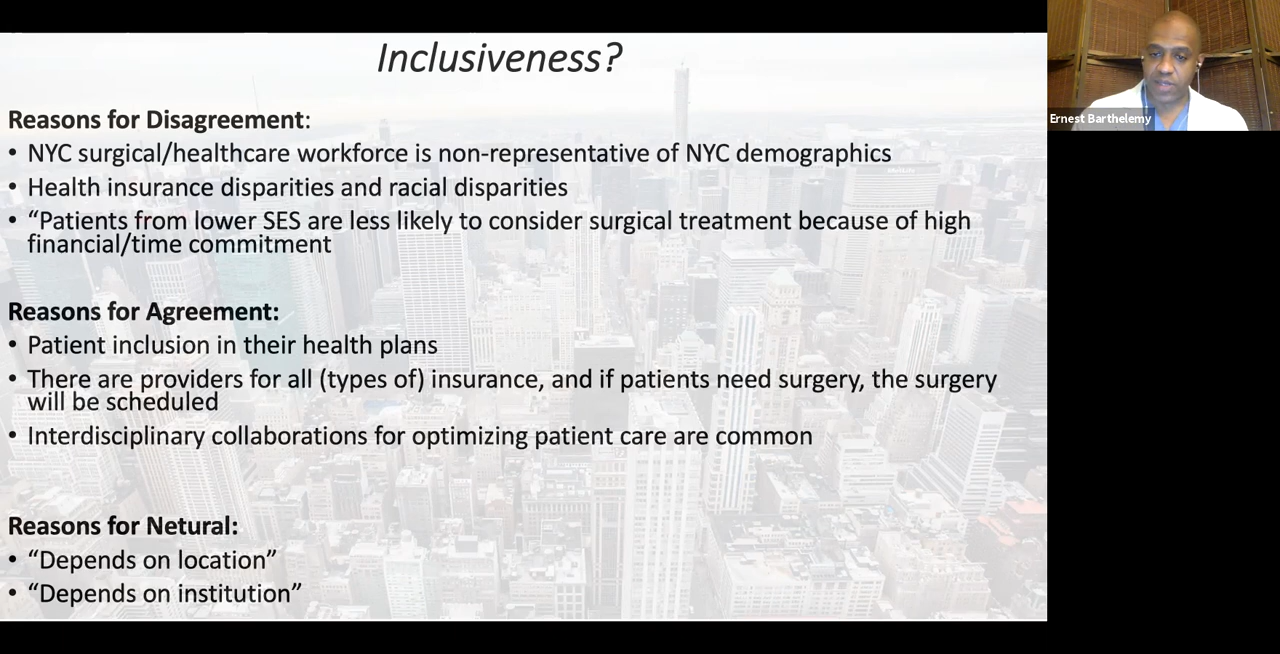 Inclusiveness?
Reasons for Disagreement:
• NYC surgical/healthcare workforce is non-representative of NYC demographics
• Health insurance disparities and racial disparities
• “Patients from lower SES are less likely to consider surgical treatment because of high
financial/time commitment
Reasons for Agreement:
• Patient inclusion in their health plans
• There are providers for all (types of) insurance, and if patients need surgery, the surgery
will be scheduled
• Interdisciplinary collaborations for optimizing patient care are common
Reasons for Netural:
• “Depends on location”
• “Depends on institution”
Ernest Barthelemy
MetLife